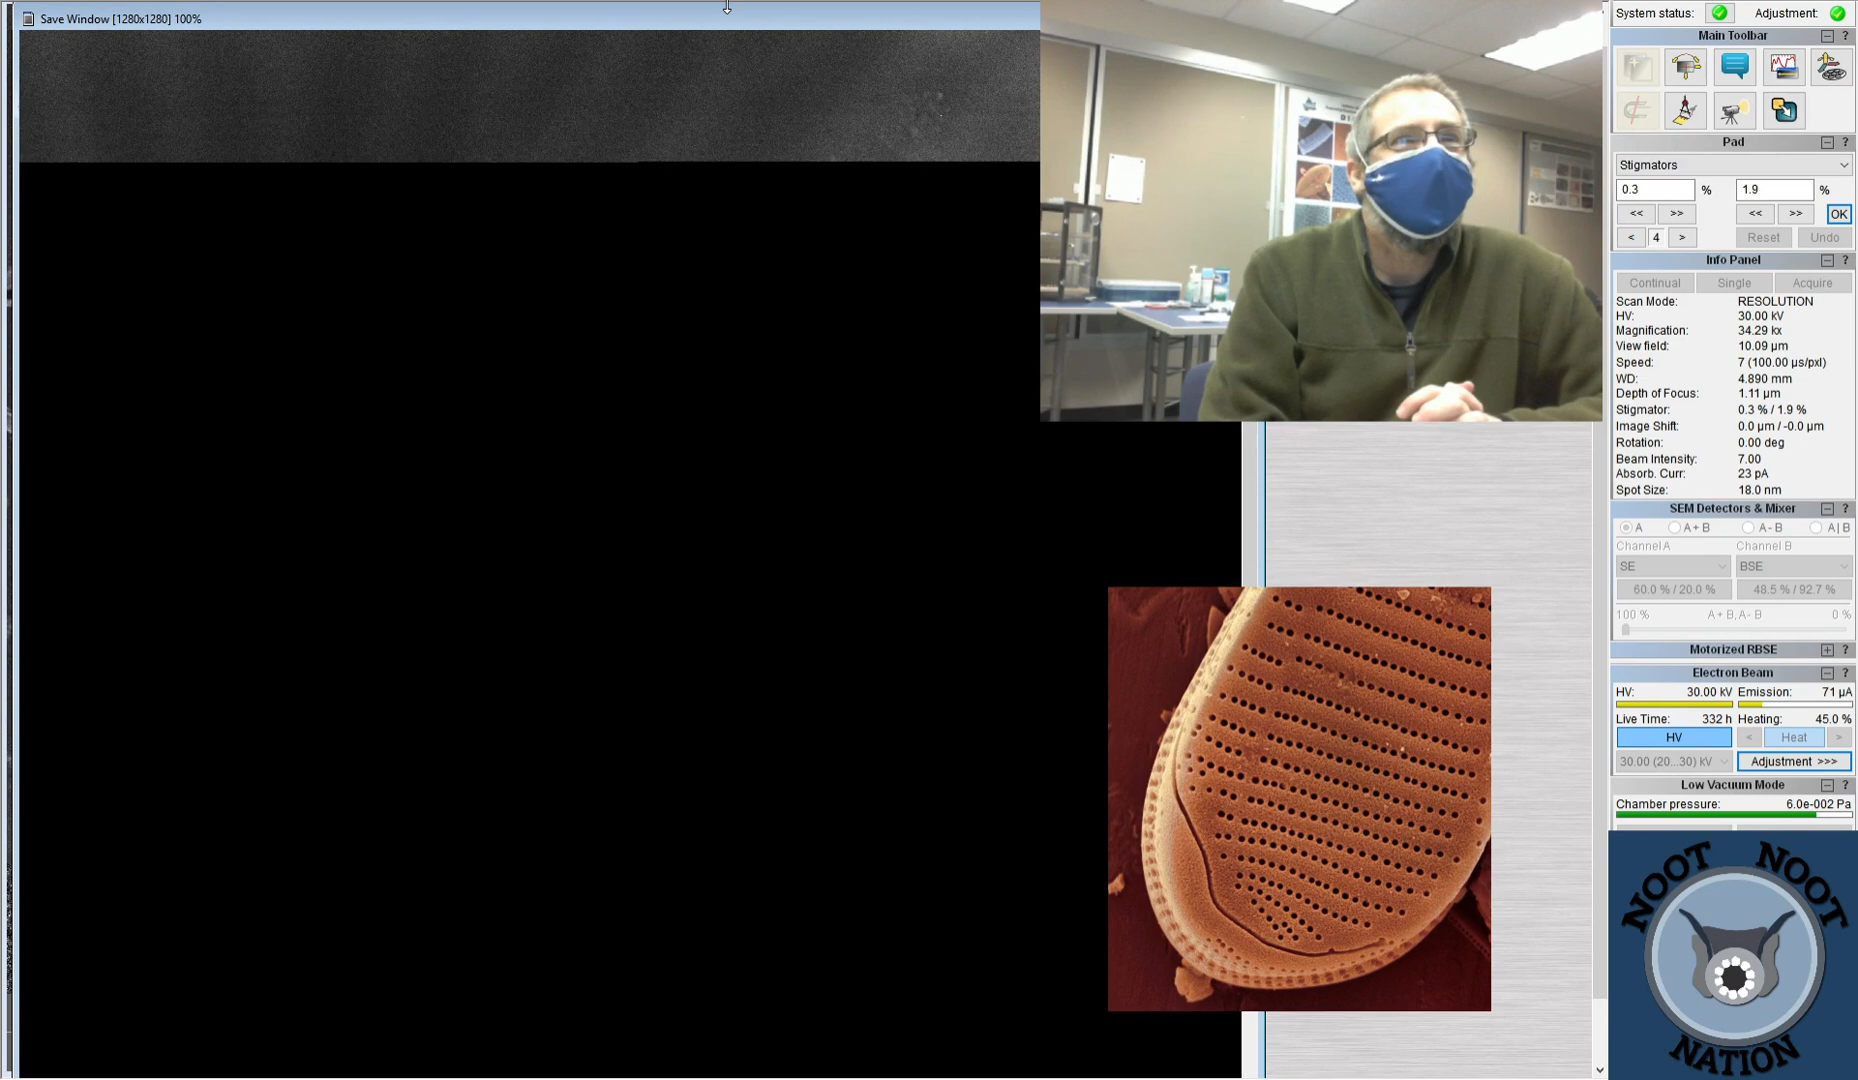 Save Window [1280x1280] 100%
System status:
Adjustment:
Main Toolbar
?
Pad
?
Stigmators
0.3 % 1.9 %
<< >> << >> OK
< 4 > Reset Undo
Info Panel
?
Continual Single Acquire
Scan Mode: RESOLUTION
HV: 30.00 kV
Magnification: 34.29 kx
View field: 10.09 µm
Speed: 7 (100.00 µs/pxl)
WD: 4.890 mm
Depth of Focus: 1.11 µm
Stigmator: 0.3 % / 1.9 %
Image Shift: 0.0 µm / -0.0 µm
Rotation: 0.00 deg
Beam Intensity: 7.00
Absorb. Curr: 23 pA
Spot Size: 18.0 nm
SEM Detectors & Mixer
?
A A+B A-B A|B
Channel A Channel B
SE BSE
60.0 % / 20.0 % 48.5 % / 92.7 %
100 % A+B, A-B 0 %
Motorized RBSE
?
Electron Beam
?
HV: 30.00 kV Emission: 71 µA
Live Time: 332 h Heating: 45.0 %
HV < Heat >
30.00 (20...30) kV Adjustment >>>
Low Vacuum Mode
?
Chamber pressure: 6.0e-002 Pa
NOOT NOOT
NATION